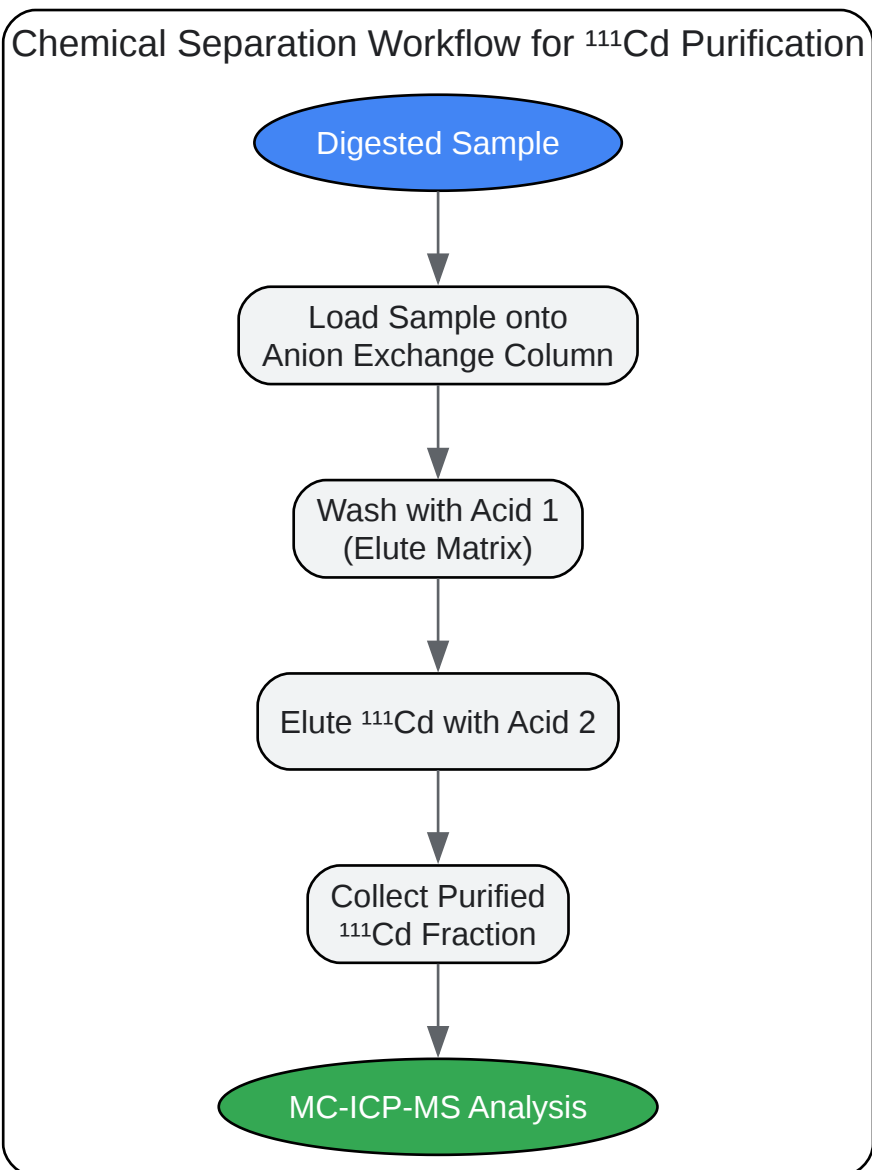 Chemical Separation Workflow for ¹¹¹Cd Purification
Digested Sample
Load Sample onto
Anion Exchange Column
Wash with Acid 1
(Elute Matrix)
Elute ¹¹¹Cd with Acid 2
Collect Purified
¹¹¹Cd Fraction
MC-ICP-MS Analysis